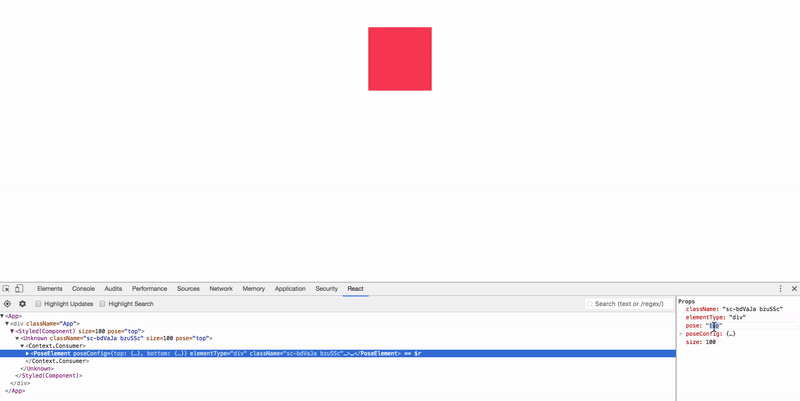 Elements Console Audits Performance Sources Network Memory Application Security React
Highlight Updates Highlight Search Search (text or /regex/)
<App>
<div className="App">
<Styled(Component) size=100 pose="top">
<Unknown className="sc-bdVaJa bzuSSc" size=100 pose="top">
<Context.Consumer>
<PoseElement poseConfig={top: {…}, bottom: {…}} elementType="div" className="sc-bdVaJa bzuSSc"…>…</PoseElement> == $r
</Context.Consumer>
</Unknown>
</Styled(Component)>
</div>
</App>
Props
className: "sc-bdVaJa bzuSSc"
elementType: "div"
pose: "top"
poseConfig: {…}
size: 100